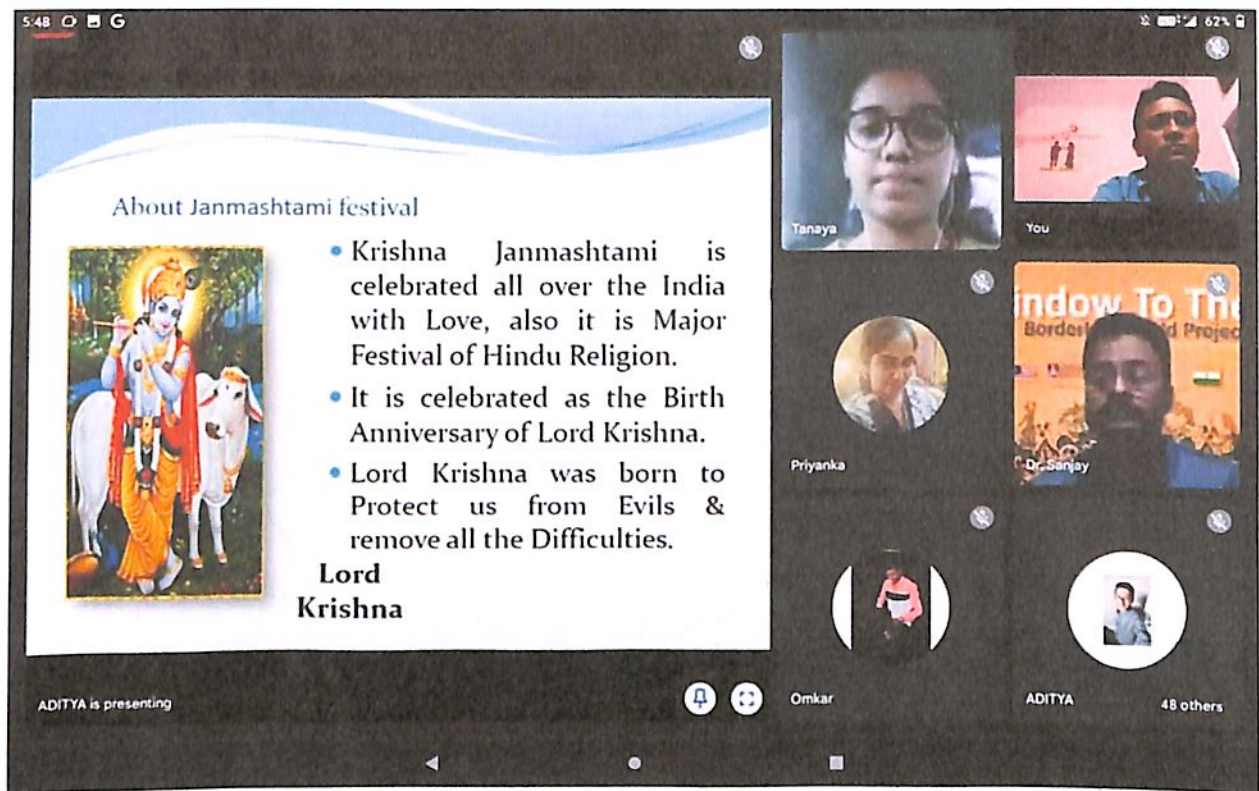 5:48 G
62%
About Janmashtami festival
• Krishna Janmashtami is
celebrated all over the India
with Love, also it is Major
Festival of Hindu Religion.
• It is celebrated as the Birth
Anniversary of Lord Krishna.
• Lord Krishna was born to
Protect us from Evils &
remove all the Difficulties.
Lord
Krishna
ADITYA is presenting
Tanaya
You
Priyanka
indow To The
Dr. Sanjay
Omkar
ADITYA
48 others